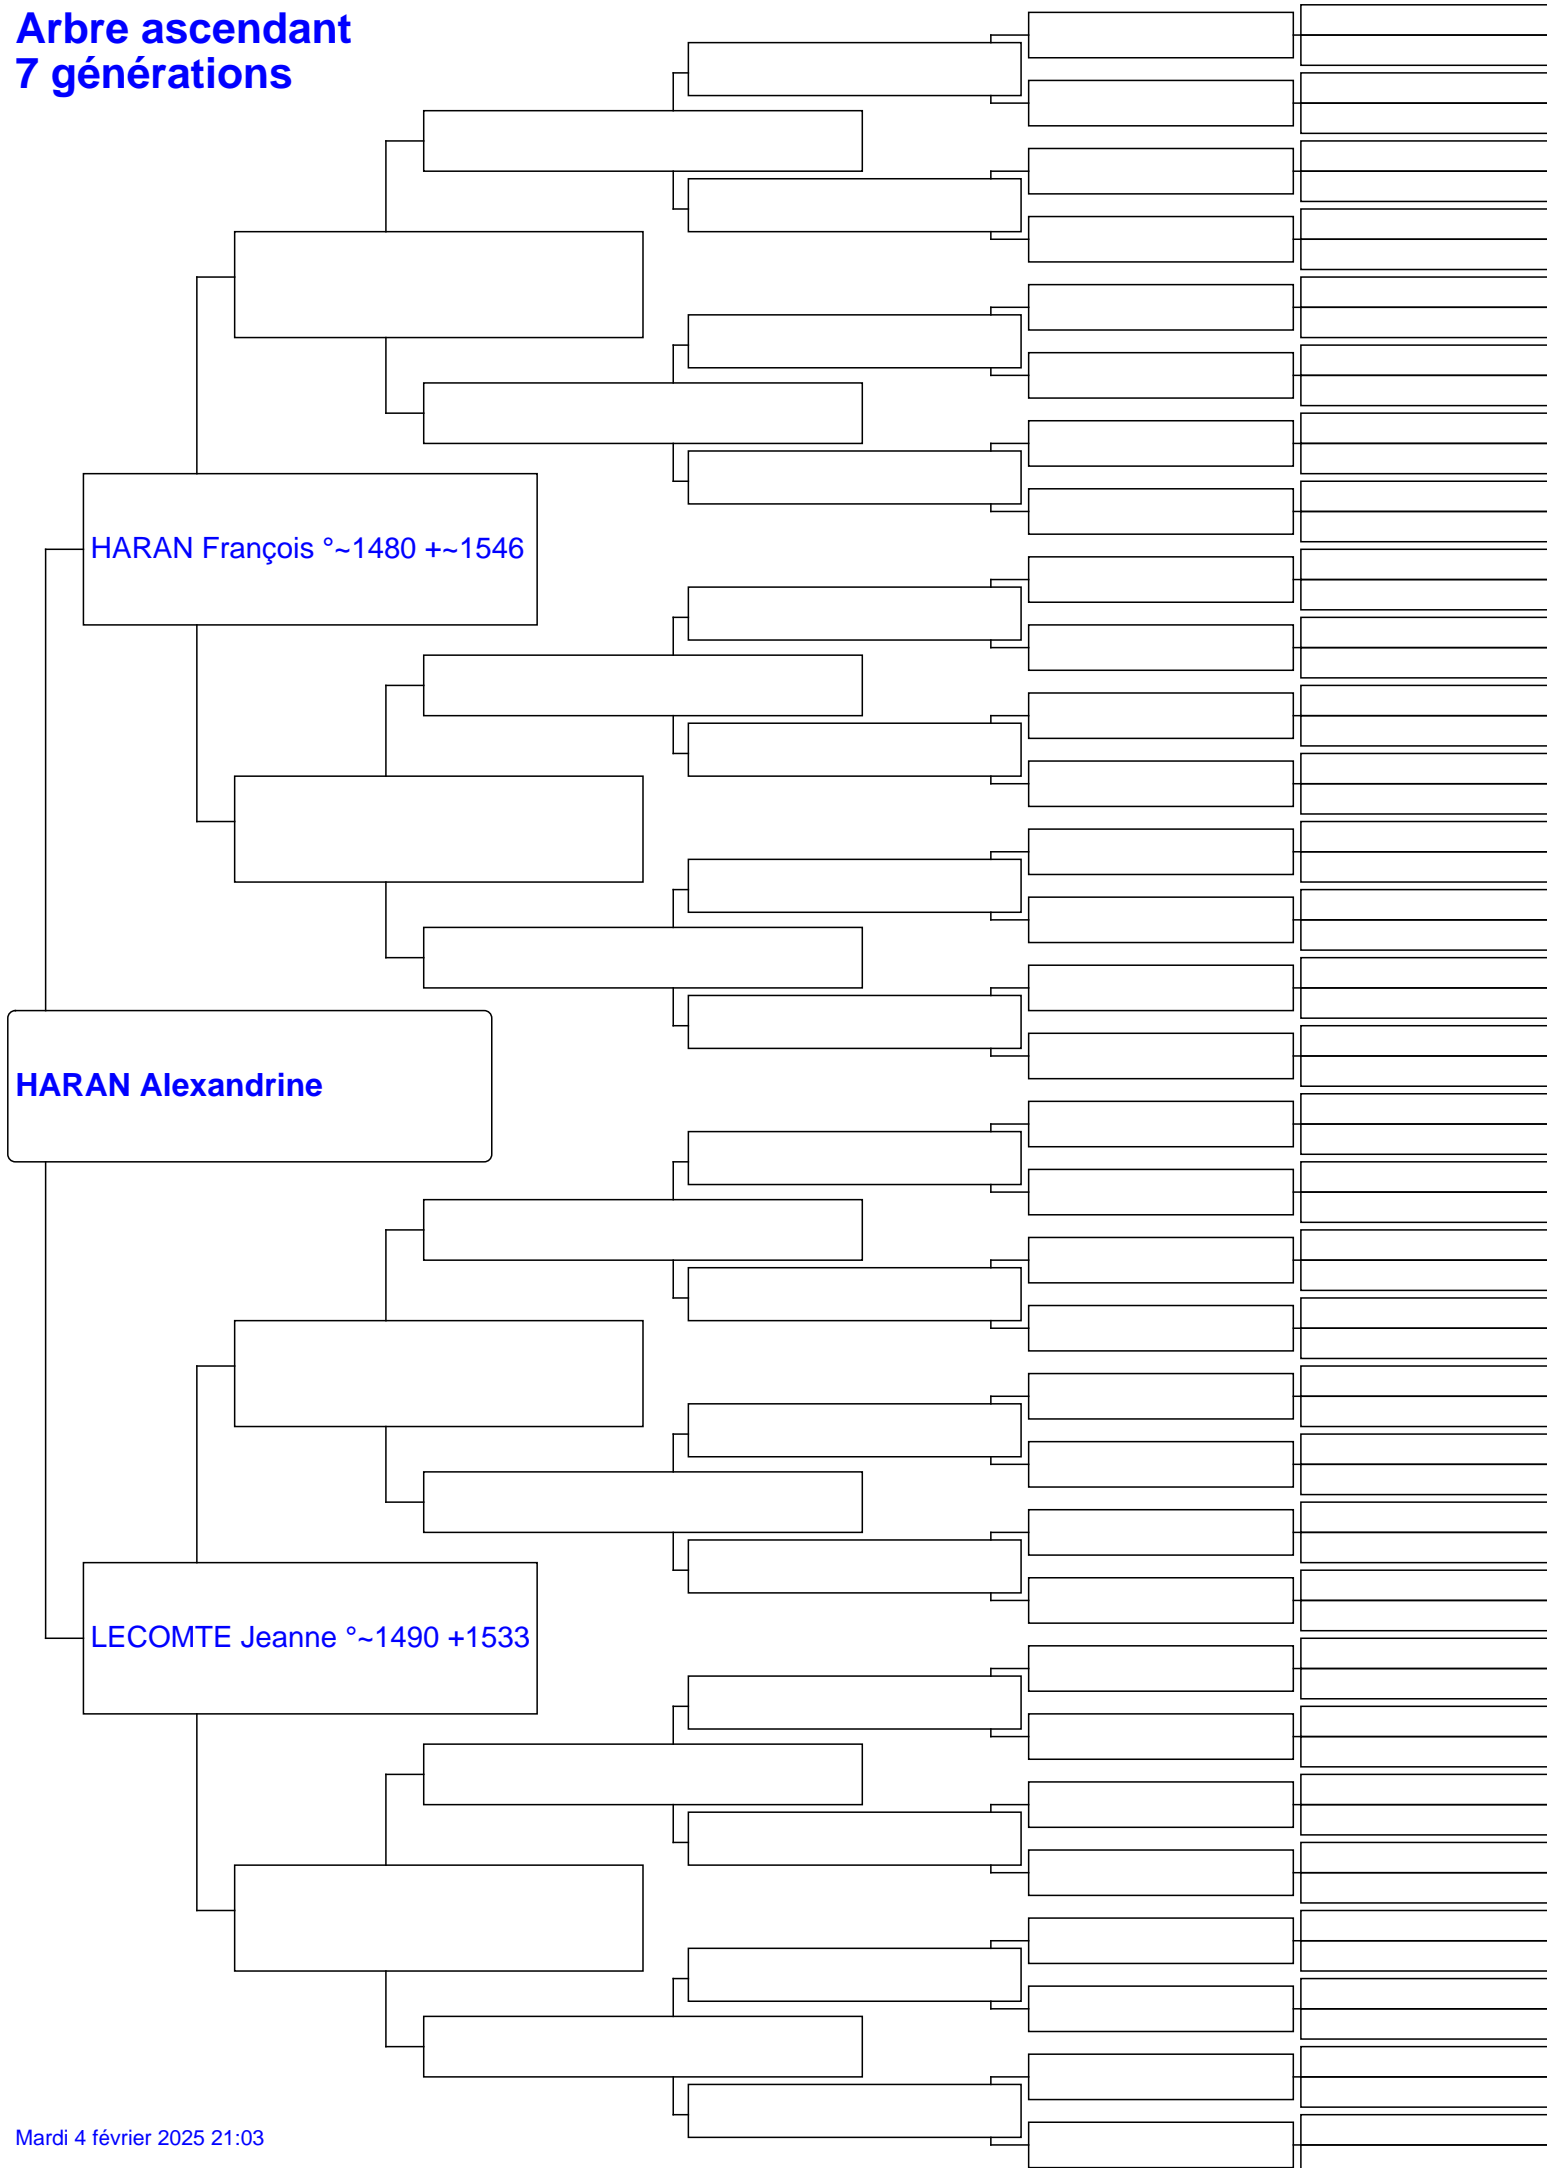 Arbre ascendant
7 générations
HARAN François °~1480 +~1546
HARAN Alexandrine
LECOMTE Jeanne °~1490 +1533
Mardi 4 février 2025 21:03